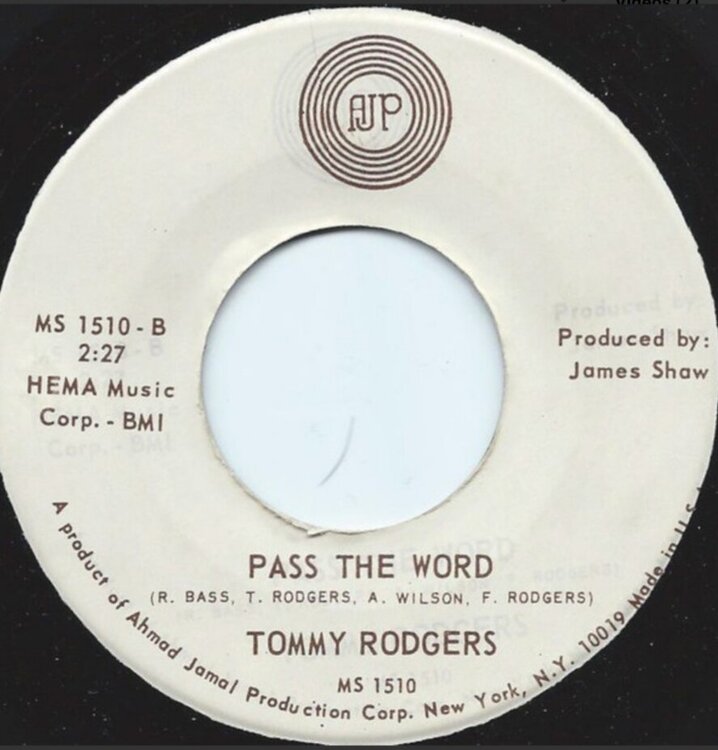 AJP
MS 1510 - B
2:27
HEMA Music
Corp. - BMI
Produced by:
James Shaw
PASS THE WORD
(R. BASS, T. RODGERS, A. WILSON, F. RODGERS)
TOMMY RODGERS
MS 1510
A product of Ahmad Jamal Production Corp. New York, N.Y. 10019 Made in U.S.